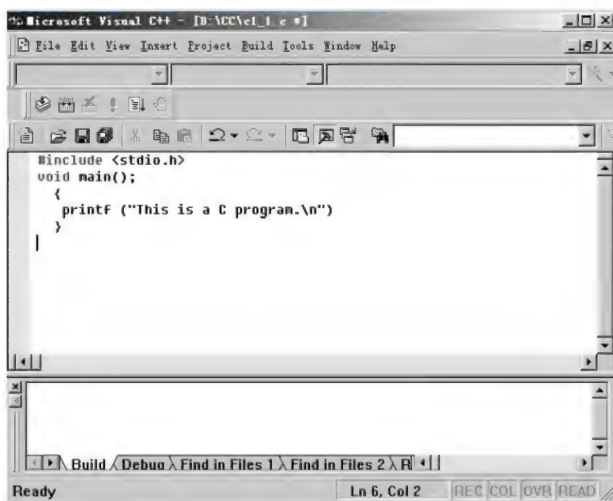 Microsoft Visual C++ - [D:\CC\c1_1.c *]
File Edit View Insert Project Build Tools Window Help
#include <stdio.h>
void main();
{
printf ("This is a C program.\n")
}
Build Debug Find in Files 1 Find in Files 2 R
Ready Ln 6, Col 2 REC COL OVR READ